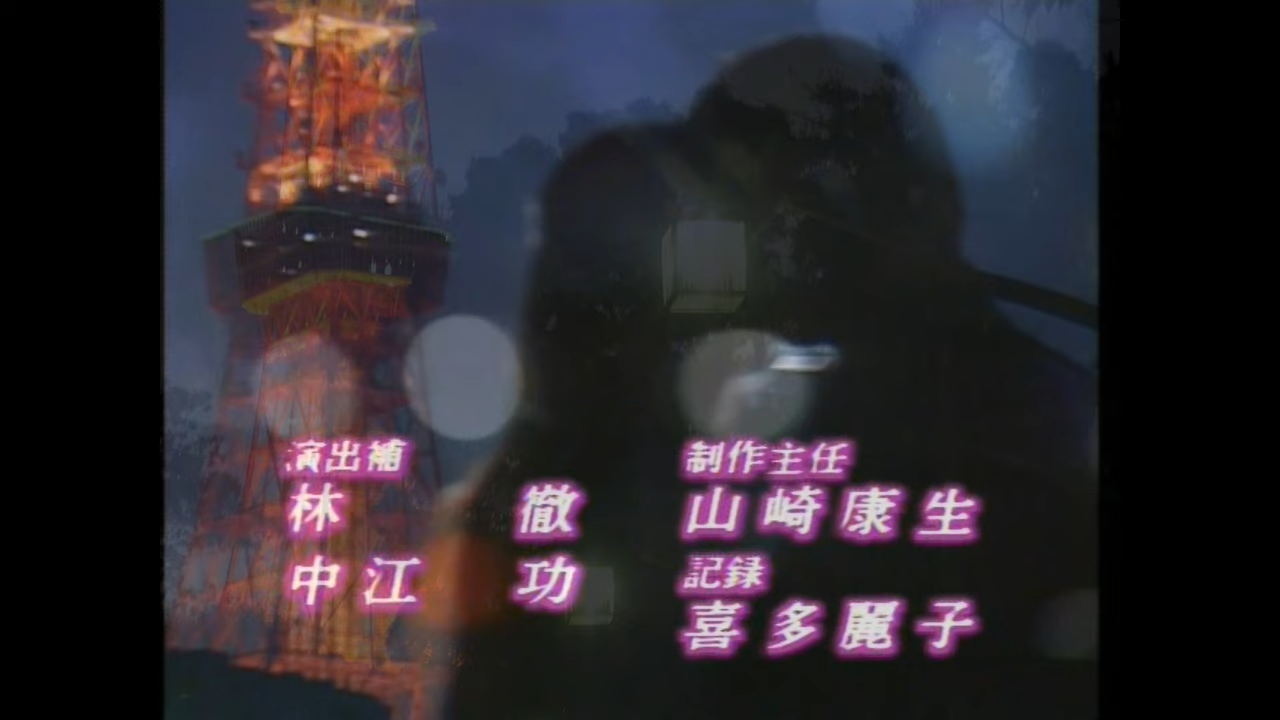 演出補
林 徹
中江 功
制作主任
山崎康生
記録
喜多麗子